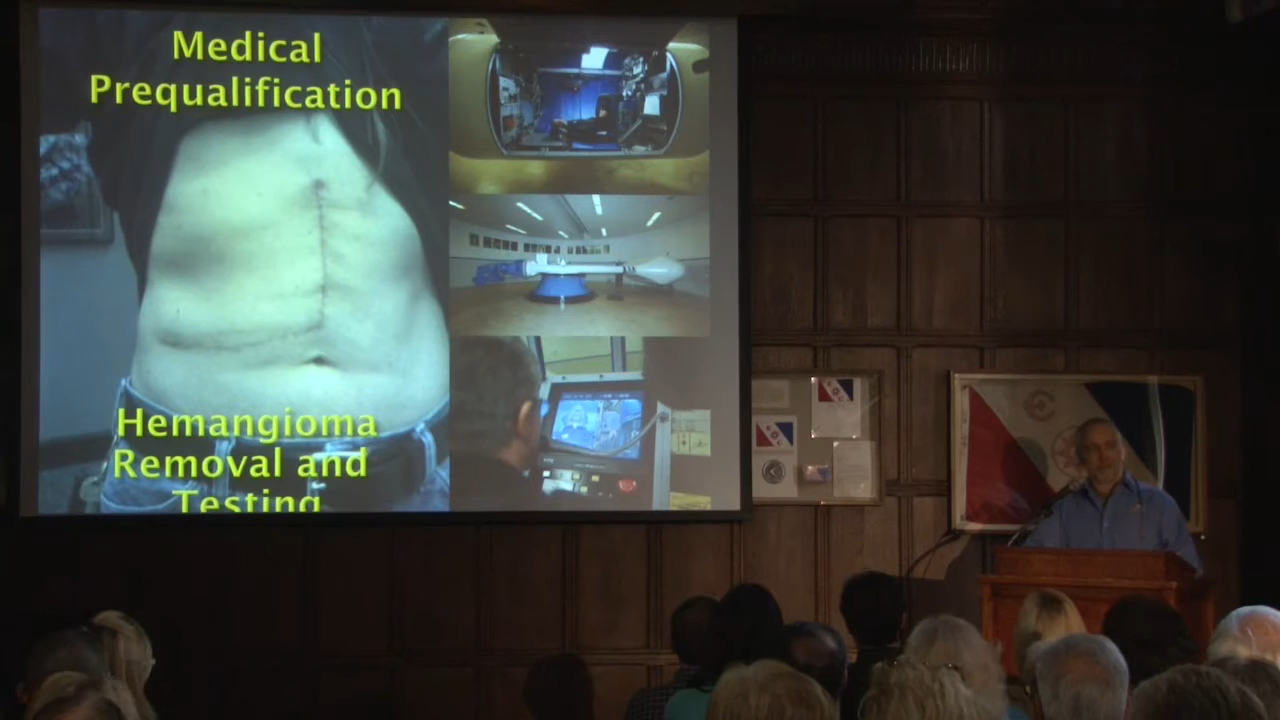 Medical
Prequalification
Hemangioma
Removal and
Testing